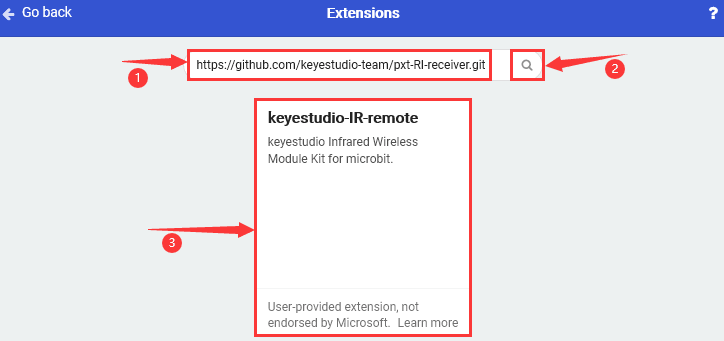 Go back
Extensions
?
https://github.com/keyestudio-team/pxt-RI-receiver.git
1
2
keyestudio-IR-remote
keyestudio Infrared Wireless
Module Kit for microbit.
3
User-provided extension, not
endorsed by Microsoft. Learn more